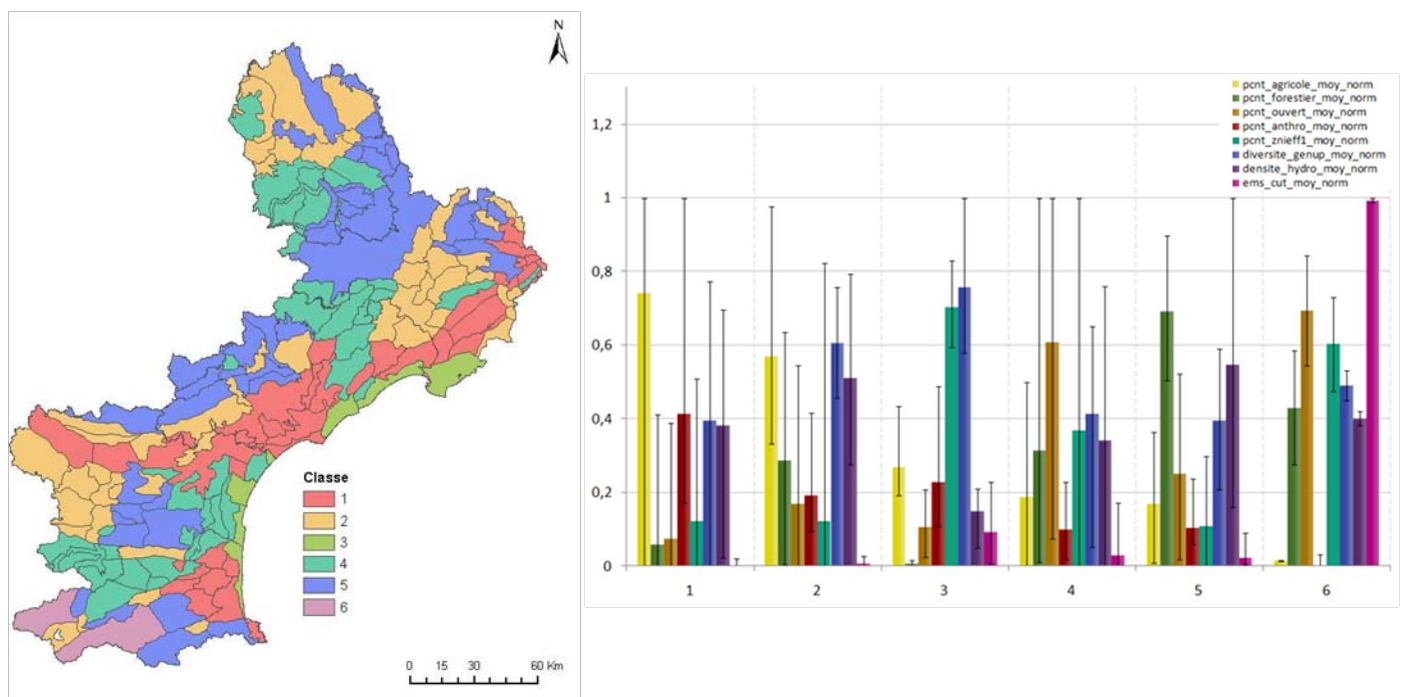 N
Classe
1
2
3
4
5
6
0 15 30 60 Km
pcnt_agricole_moy_norm
pcnt_forestier_moy_norm
pcnt_ouvert_moy_norm
pcnt_anthro_moy_norm
pcnt_znieff1_moy_norm
diversite_genup_moy_norm
densite_hydro_moy_norm
ems_cut_moy_norm
1,2
1
0,8
0,6
0,4
0,2
0
1 2 3 4 5 6